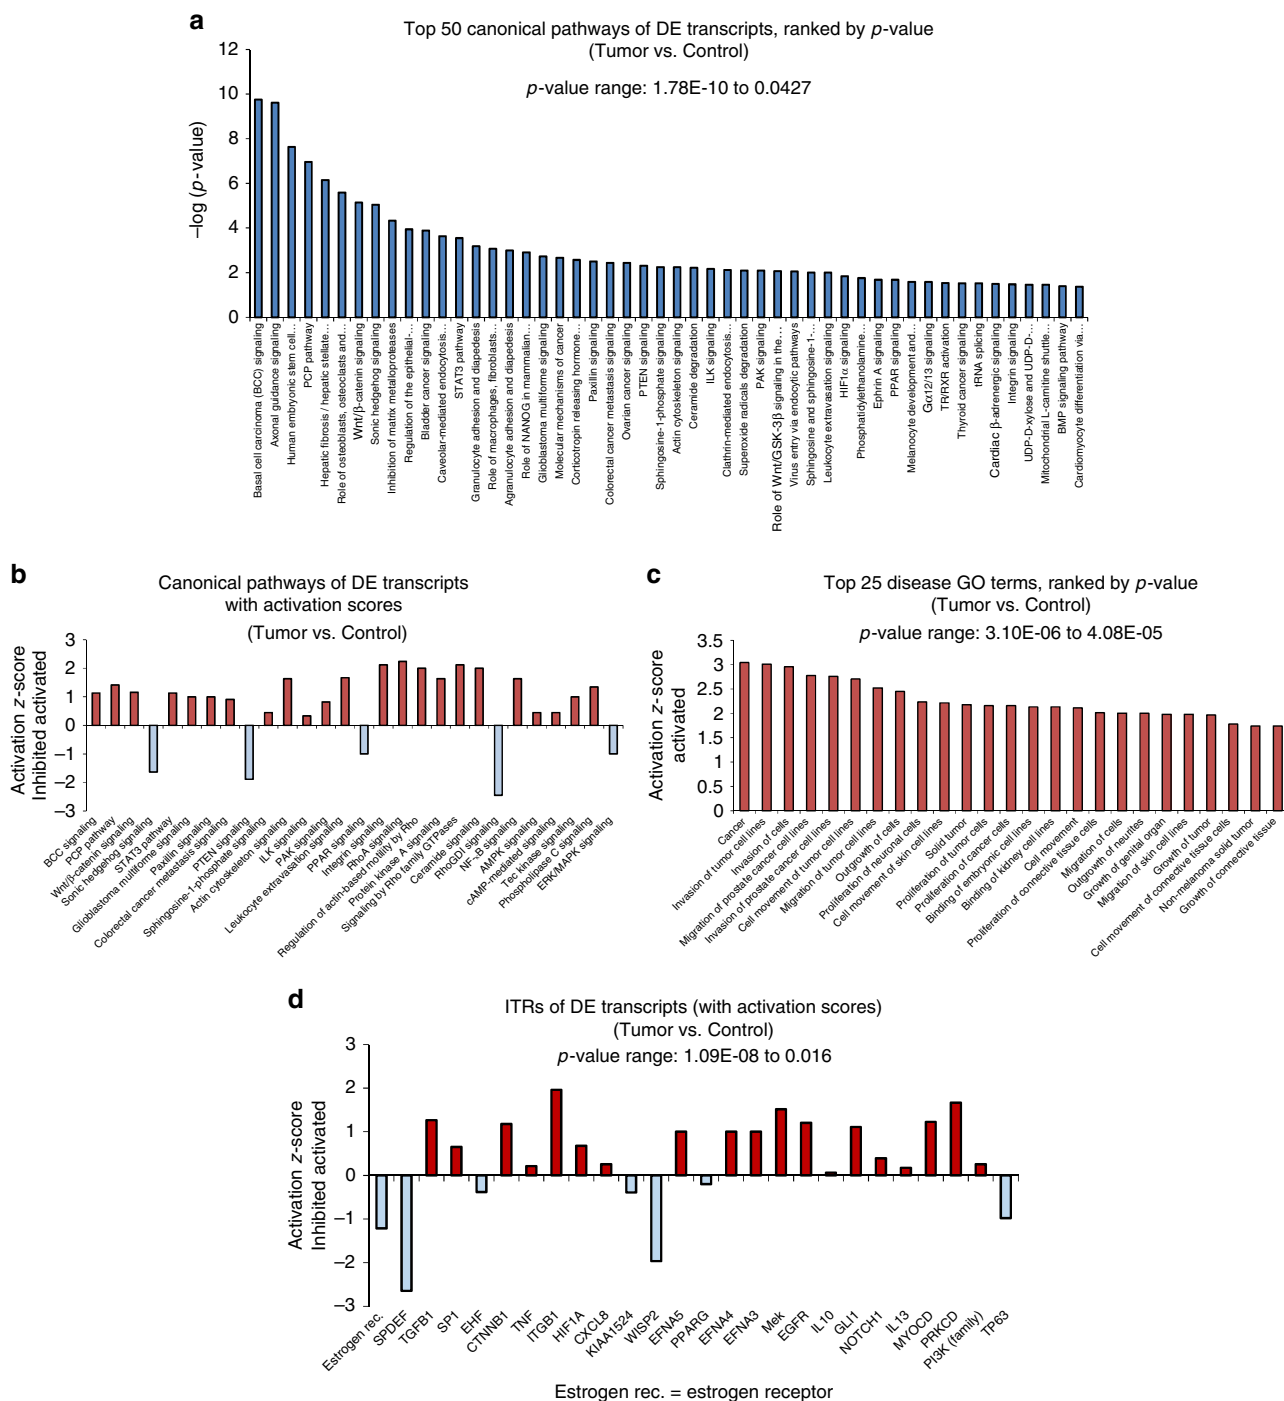 a
Top 50 canonical pathways of DE transcripts, ranked by p-value
(Tumor vs. Control)
p-value range: 1.78E-10 to 0.0427
–log (p-value)
12
10
8
6
4
2
0
Basal cell carcinoma (BCC) signaling
Axonal guidance signaling
Human embryonic stem cell...
PCP pathway
Hepatic fibrosis / hepatic stellate...
Role of osteoblasts, osteoclasts and...
Wnt/β-catenin signaling
Sonic hedgehog signaling
Inhibition of matrix metalloproteases
Regulation of the epithelial-...
Bladder cancer signaling
Caveolar-mediated endocytosis...
STAT3 pathway
Granulocyte adhesion and diapedesis
Role of macrophages, fibroblasts...
Agranulocyte adhesion and diapedesis
Role of NANOG in mammalian...
Glioblastoma multiforme signaling
Molecular mechanisms of cancer
Corticotropin releasing hormone...
Paxillin signaling
Colorectal cancer metastasis signaling
Ovarian cancer signaling
PTEN signaling
Sphingosine-1-phosphate signaling
Actin cytoskeleton signaling
Ceramide degradation
ILK signaling
Clathrin-mediated endocytosis...
Superoxide radicals degradation
PAK signaling
Role of Wnt/GSK-3β signaling in the...
Virus entry via endocytic pathways
Sphingosine and sphingosine-1-...
Leukocyte extravasation signaling
HIF1α signaling
Phosphatidylethanolamine...
Ephrin A signaling
PPAR signaling
Melanocyte development and...
Gα12/13 signaling
TR/RXR activation
Thyroid cancer signaling
tRNA splicing
Cardiac β-adrenergic signaling
Integrin signaling
UDP-D-xylose and UDP-D-...
Mitochondrial L-carnitine shuttle...
BMP signaling pathway
Cardiomyocyte differentiation via...
b
Canonical pathways of DE transcripts
with activation scores
(Tumor vs. Control)
Activation z-score
Inhibited activated
3
2
1
0
–1
–2
–3
BCC signaling
PCP pathway
Wnt/β-catenin signaling
Sonic hedgehog signaling
STAT3 pathway
Glioblastoma multiforme signaling
Paxillin signaling
Colorectal cancer metastasis signaling
PTEN signaling
Sphingosine-1-phosphate signaling
Actin cytoskeleton signaling
ILK signaling
PAK signaling
Leukocyte extravasation signaling
PPAR signaling
Integrin signaling
RhoA signaling
Regulation of actin-based motility by Rho
Protein kinase A signaling
Signaling by Rho family GTPases
Ceramide signaling
RhoGDI signaling
NF-κB signaling
AMPK signaling
cAMP-mediated signaling
Tec kinase signaling
Phospholipase C signaling
ERK/MAPK signaling
c
Top 25 disease GO terms, ranked by p-value
(Tumor vs. Control)
p-value range: 3.10E-06 to 4.08E-05
Activation z-score
activated
3.5
3
2.5
2
1.5
1
0.5
0
Cancer
Invasion of tumor cell lines
Invasion of cells
Migration of prostate cancer cell lines
Invasion of prostate cancer cell lines
Cell movement of tumor cell lines
Migration of tumor cell lines
Outgrowth of cells
Migration of neuronal cells
Cell movement of skin cell lines
Solid tumor
Proliferation of tumor cells
Proliferation of cancer cells
Binding of embryonic cell lines
Binding of kidney cell lines
Cell movement
Proliferation of connective tissue cells
Migration of cells
Outgrowth of neurites
Growth of genital organ
Migration of skin cell lines
Growth of tumor
Cell movement of connective tissue cells
Non-melanoma solid tumor
Growth of connective tissue
d
ITRs of DE transcripts (with activation scores)
(Tumor vs. Control)
p-value range: 1.09E-08 to 0.016
Activation z-score
Inhibited activated
3
2
1
0
–1
–2
–3
Estrogen rec.
SPDEF
TGFB1
SP1
EHF
CTNNB1
TNF
ITGB1
HIF1A
CXCL8
KIAA1524
WISP2
EFNA5
PPARG
EFNA4
EFNA3
Mek
EGFR
IL10
GLI1
NOTCH1
IL13
MYOCD
PRKCD
PI3K (family)
TP63
Estrogen rec. = estrogen receptor